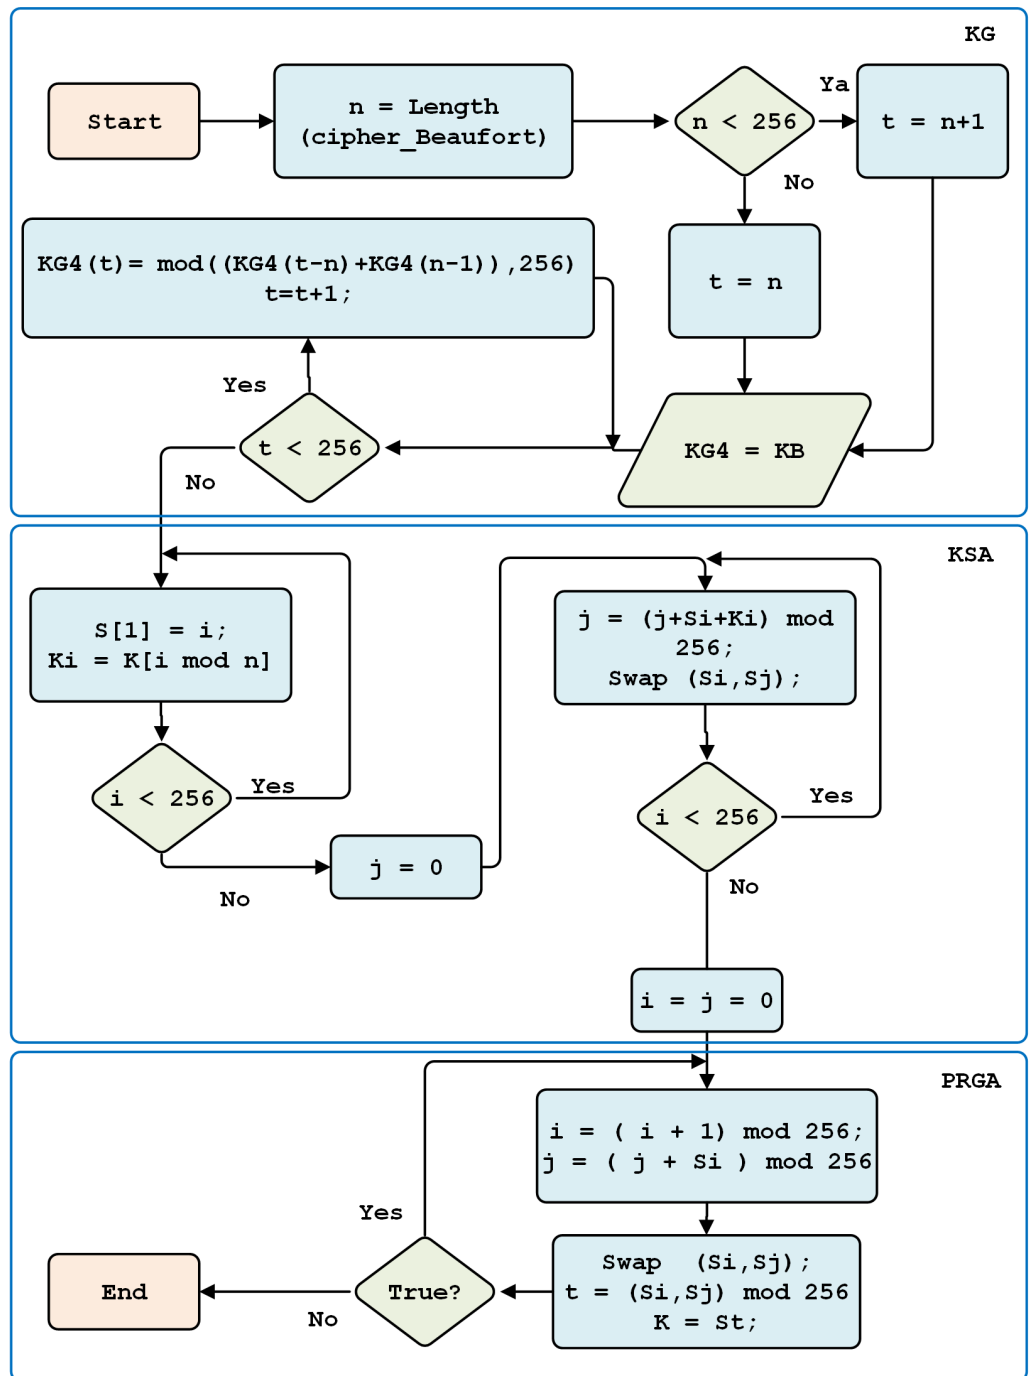 KG
Start
n = Length
(cipher_Beaufort)
n < 256
Ya
t = n+1
No
t = n
KG4(t)= mod((KG4(t-n)+KG4(n-1)),256)
t=t+1;
Yes
t < 256
KG4 = KB
No
KSA
S[1] = i;
Ki = K[i mod n]
i < 256
Yes
No
j = 0
j = (j+Si+Ki) mod
256;
Swap (Si,Sj);
i < 256
Yes
No
i = j = 0
PRGA
i = ( i + 1) mod 256;
j = ( j + Si ) mod 256
Swap  (Si,Sj);
t = (Si,Sj) mod 256
K = St;
Yes
True?
No
End